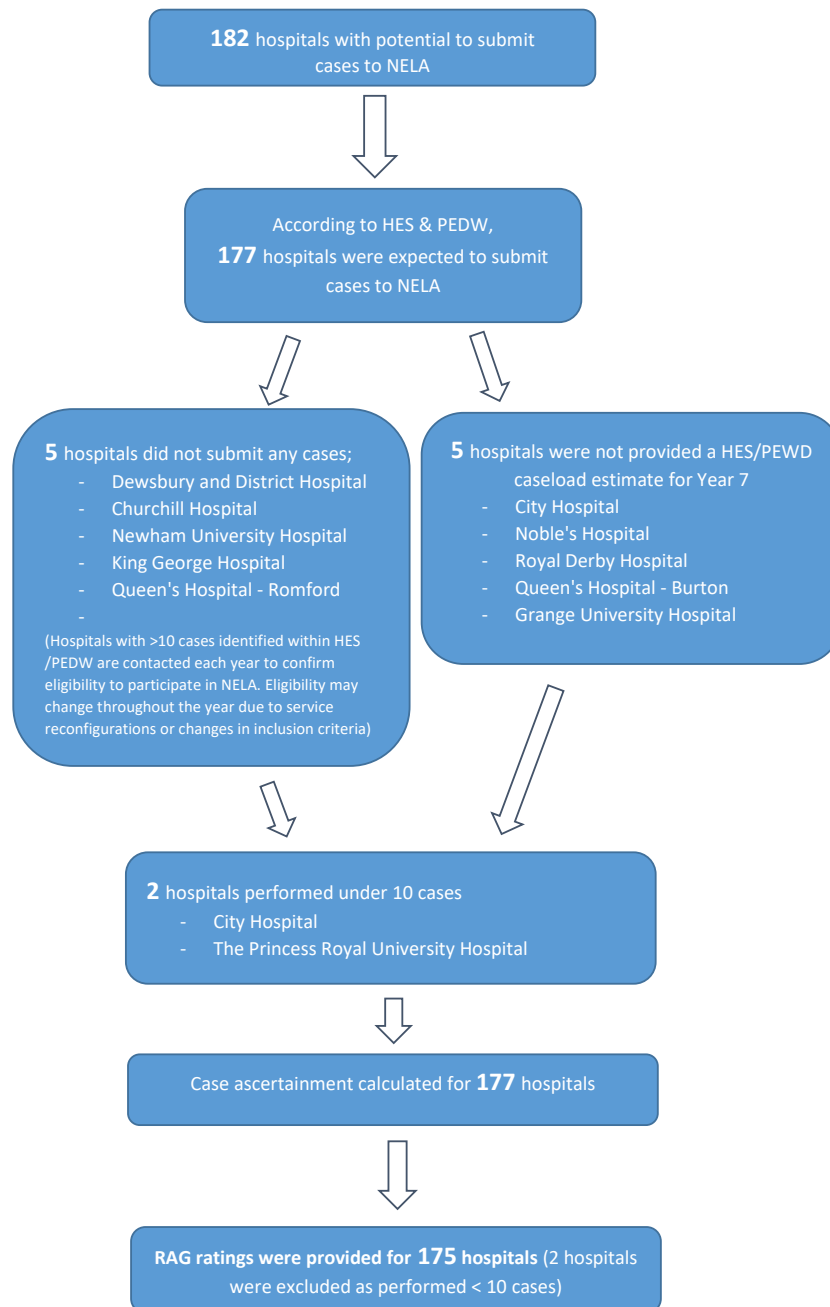 182 hospitals with potential to submit
cases to NELA
According to HES & PEDW,
177 hospitals were expected to submit
cases to NELA
5 hospitals did not submit any cases;
- Dewsbury and District Hospital
- Churchill Hospital
- Newham University Hospital
- King George Hospital
- Queen's Hospital - Romford
-
(Hospitals with >10 cases identified within HES
/PEDW are contacted each year to confirm
eligibility to participate in NELA. Eligibility may
change throughout the year due to service
reconfigurations or changes in inclusion criteria)
5 hospitals were not provided a HES/PEWD
caseload estimate for Year 7
- City Hospital
- Noble's Hospital
- Royal Derby Hospital
- Queen's Hospital - Burton
- Grange University Hospital
2 hospitals performed under 10 cases
- City Hospital
- The Princess Royal University Hospital
Case ascertainment calculated for 177 hospitals
RAG ratings were provided for 175 hospitals (2 hospitals
were excluded as performed < 10 cases)